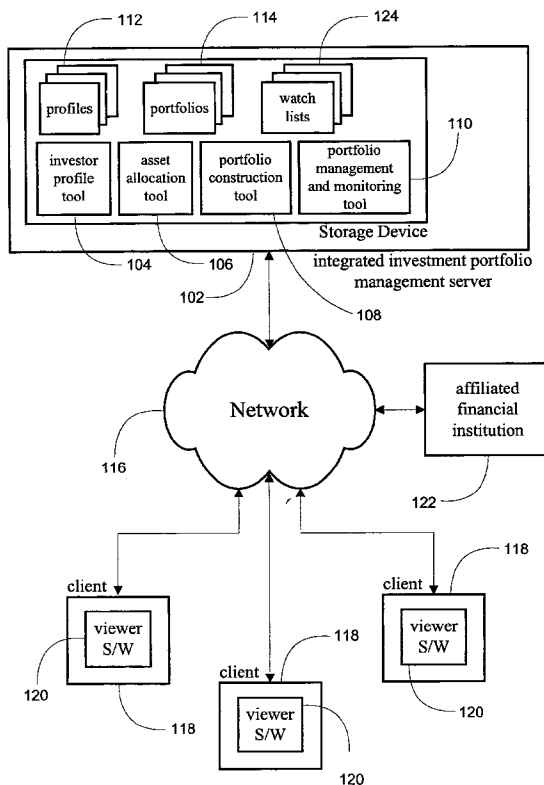 112
114
124
profiles
portfolios
watch
lists
110
investor
profile
tool
asset
allocation
tool
portfolio
construction
tool
portfolio
management
and monitoring
tool
Storage Device
104
106
102
108
integrated investment portfolio
management server
Network
116
affiliated
financial
institution
122
client
viewer
S/W
120
118
client
118
viewer
S/W
120
client
118
viewer
S/W
120